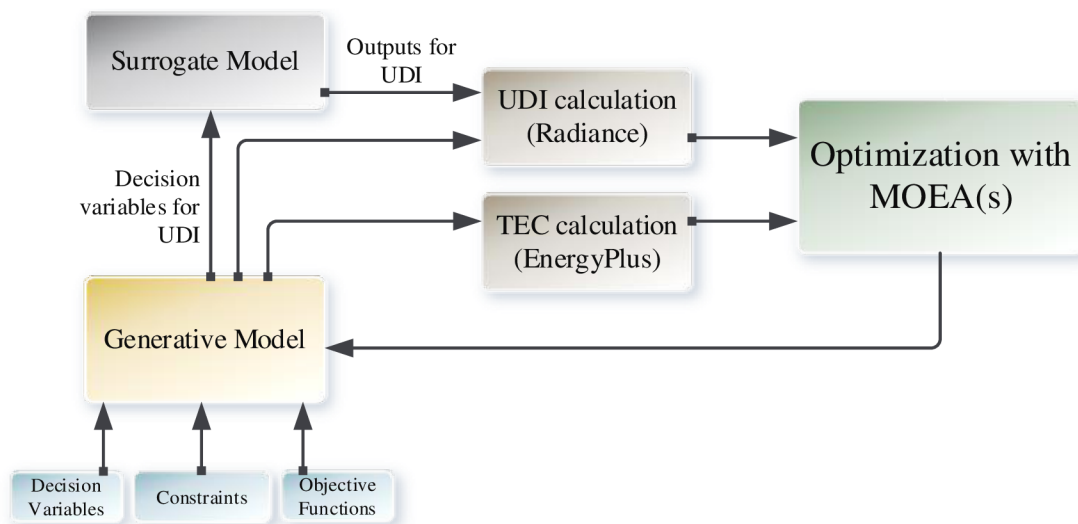 Surrogate Model
Outputs for
UDI
UDI calculation
(Radiance)
Optimization with
MOEA(s)
Decision
variables for
UDI
TEC calculation
(EnergyPlus)
Generative Model
Decision
Variables
Constraints
Objective
Functions